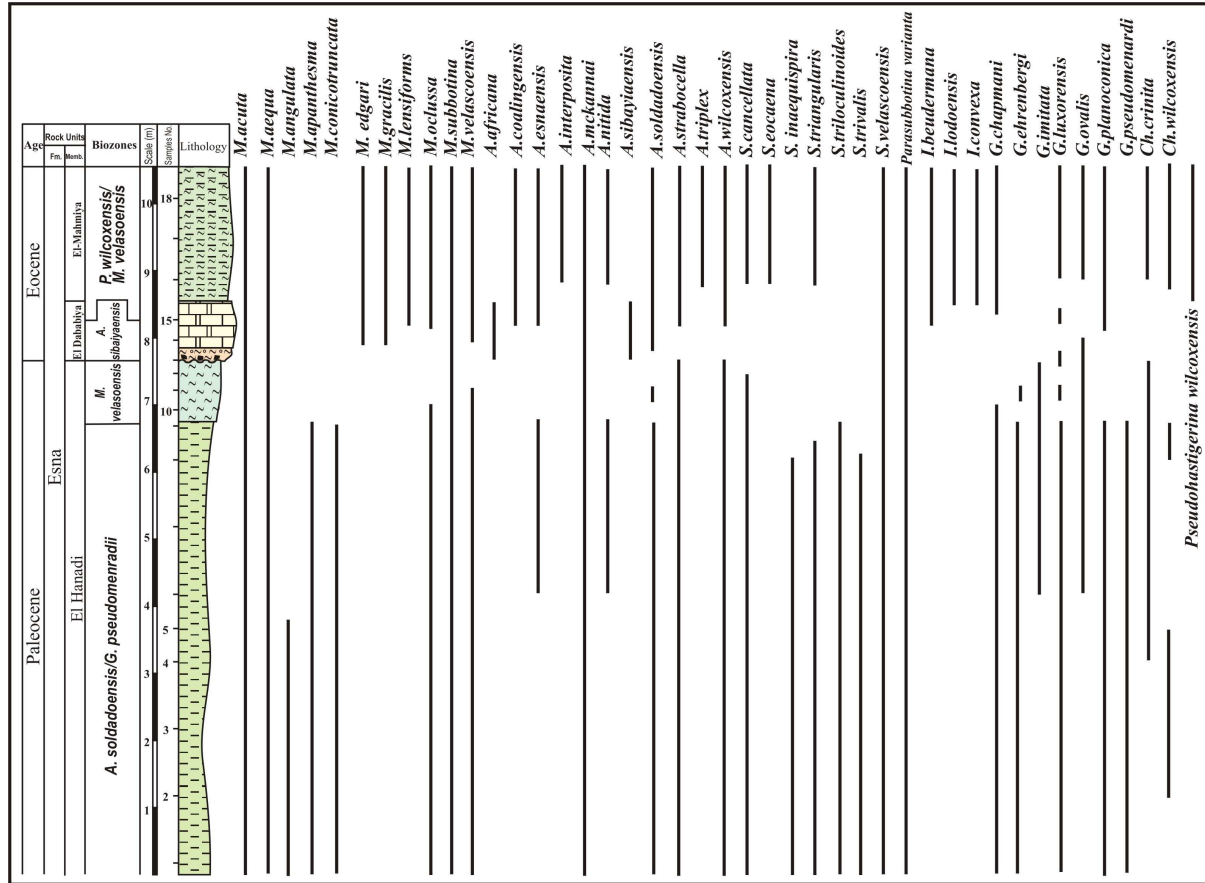 Age
Rock Units
Fm.
Memb.
Biozones
Scale (m)
Samples No.
Lithology
M.acuta
M.aequa
M.angulata
M.apanthesma
M.conicotruncata
M. edgari
M.gracilis
M.lensiforms
M.oclussa
M.subbotina
M.velascoensis
A.africana
A.coalingensis
A.esnaensis
A.interposita
A.mckannai
A.nitida
A.sibayiaensis
A.soldadoensis
A.strabocella
A.triplex
A.wilcoxensis
S.cancellata
S.eocaena
S. inaequispira
S.triangularis
S.triloculinoides
S.trivalis
S.velascoensis
Parasubbotina varianta
I.beudermana
I.lodoensis
I.convexa
G.chapmani
G.ehrenbergi
G.imitata
G.luxorensis
G.ovalis
G.planoconica
G.pseudomenardi
Ch.crinita
Ch.wilcoxensis
Pseudohastigerina wilcoxensis
Eocene
Paleocene
Esna
El-Mahmiya
El Dababiya
El Hanadi
P. wilcoxensis/
M. velasoensis
A.
sibaiyaensis
M.
velasoensis
A. soldadoensis/G. pseudomenradii
10
9
8
7
6
5
4
3
2
1
18
15
10
5
4
3
2